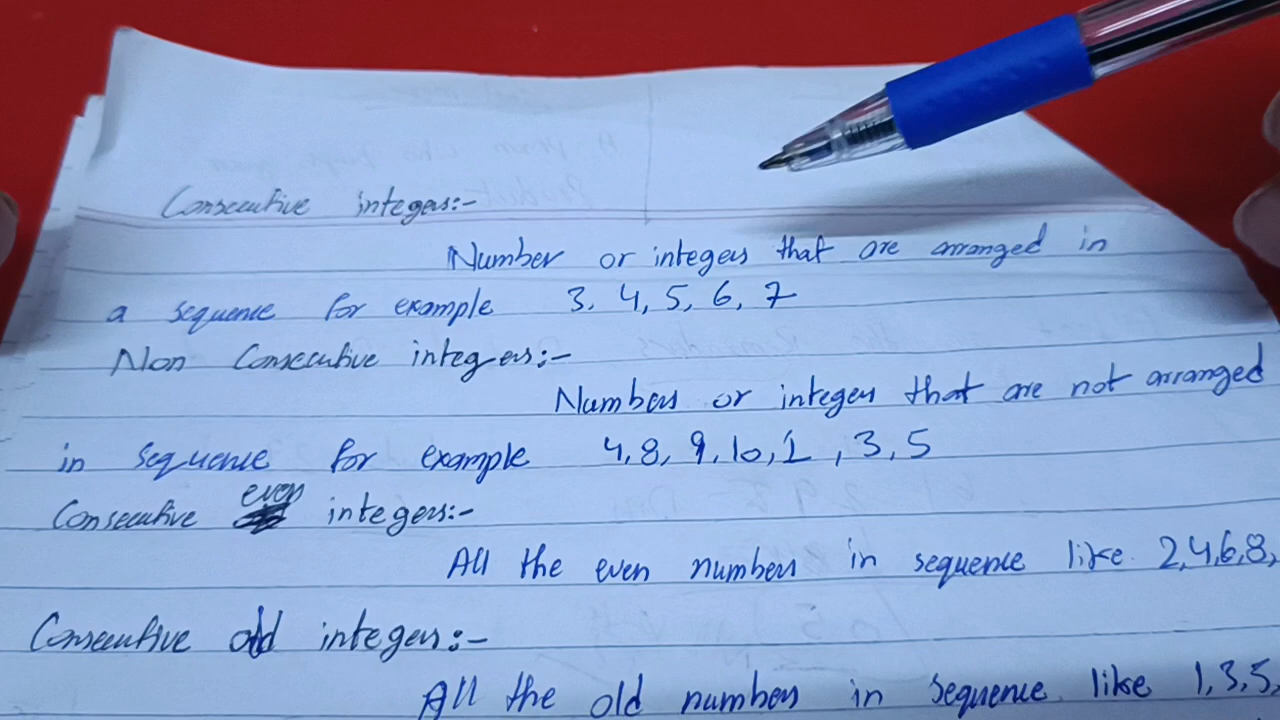 Consecutive integers:-
Number or integers that are arranged in
a sequence for example 3, 4, 5, 6, 7
Non Consecutive integers:-
Numbers or integers that are not arranged
in sequence for example 4, 8, 9, 10, 1, 3, 5
Consecutive even integers:-
All the even numbers in sequence like 2,4,6,8,
Consecutive odd integers:-
All the old numbers in sequence like 1,3,5,